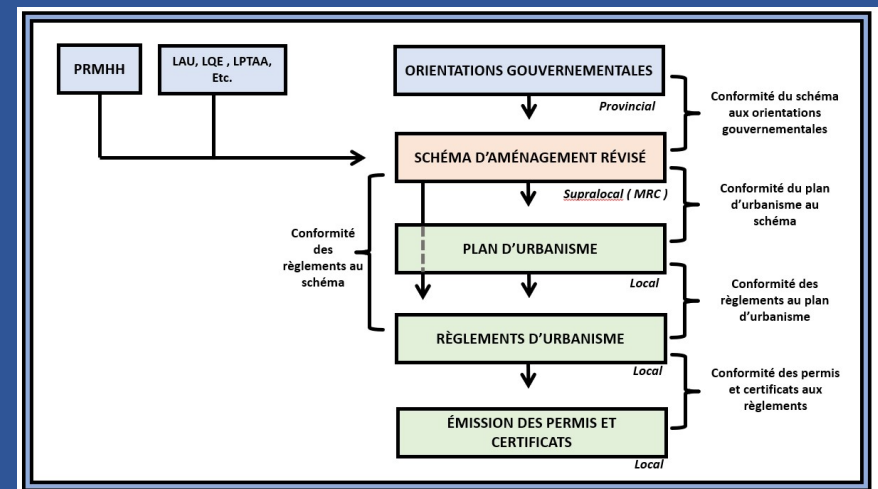 PRMHH
LAU, LQE , LPTAA,
Etc.
ORIENTATIONS GOUVERNEMENTALES
Provincial
Conformité du schéma
aux orientations
gouvernementales
SCHÉMA D’AMÉNAGEMENT RÉVISÉ
Supralocal ( MRC )
Conformité du plan
d’urbanisme au
schéma
Conformité
des
règlements au
schéma
PLAN D’URBANISME
Local
Conformité des
règlements au plan
d’urbanisme
RÈGLEMENTS D’URBANISME
Local
Conformité des permis
et certificats aux
règlements
ÉMISSION DES PERMIS ET
CERTIFICATS
Local